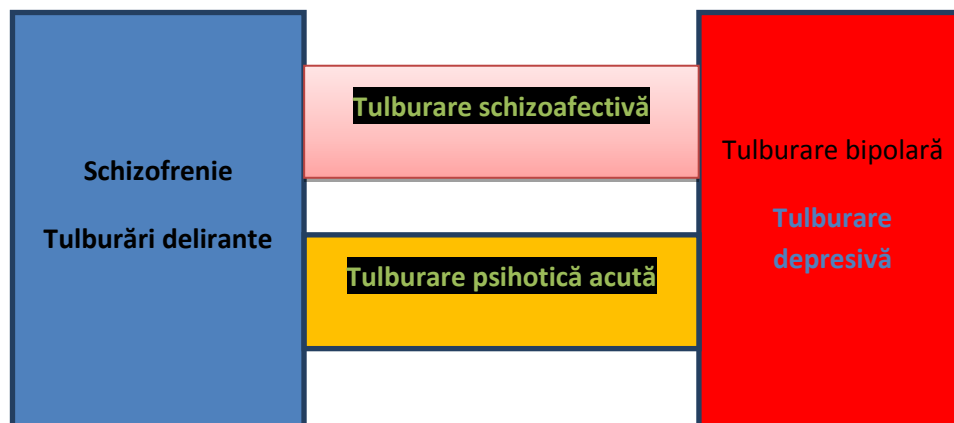 Schizofrenie
Tulburări delirante
Tulburare schizoafectivă
Tulburare psihotică acută
Tulburare bipolară
Tulburare
depresivă